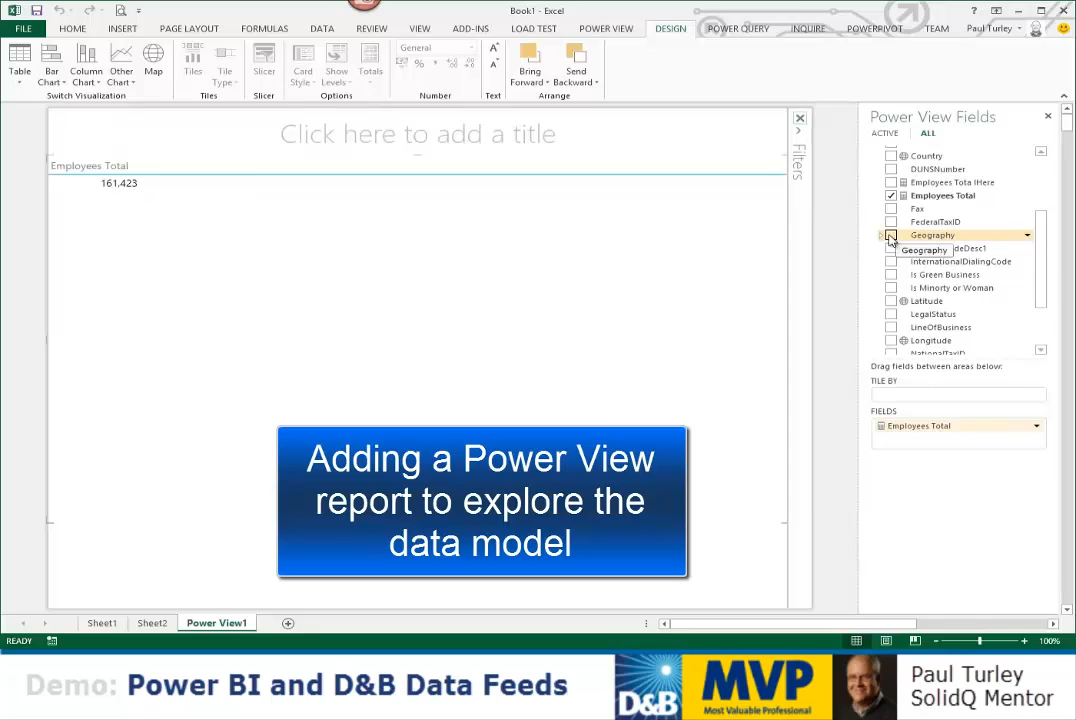 Book1 - Excel
FILE HOME INSERT PAGE LAYOUT FORMULAS DATA REVIEW VIEW ADD-INS LOAD TEST POWER VIEW DESIGN POWER QUERY INQUIRE POWERPIVOT TEAM Paul Turley
Table Bar Chart Column Chart Other Chart Map Tiles Tile Type Slicer Card Style Show Levels Totals General % Bring Forward Send Backward
Switch Visualization Tiles Slicer Options Number Text Arrange
Click here to add a title
Employees Total
161,423
Filters
Power View Fields
ACTIVE ALL
Country
DUNSNumber
Employees Tota lHere
Employees Total
Fax
FederalTaxID
Geography
Geography
deDesc1
InternationalDialingCode
Is Green Business
Is Minorty or Woman
Latitude
LegalStatus
LineOfBusiness
Longitude
NationalTaxID
Drag fields between areas below:
TILE BY
FIELDS
Employees Total
Adding a Power View
report to explore the
data model
Sheet1 Sheet2 Power View1
READY 100%
Demo: Power BI and D&B Data Feeds
D&B
MVP
Most Valuable Professional
Paul Turley
SolidQ Mentor